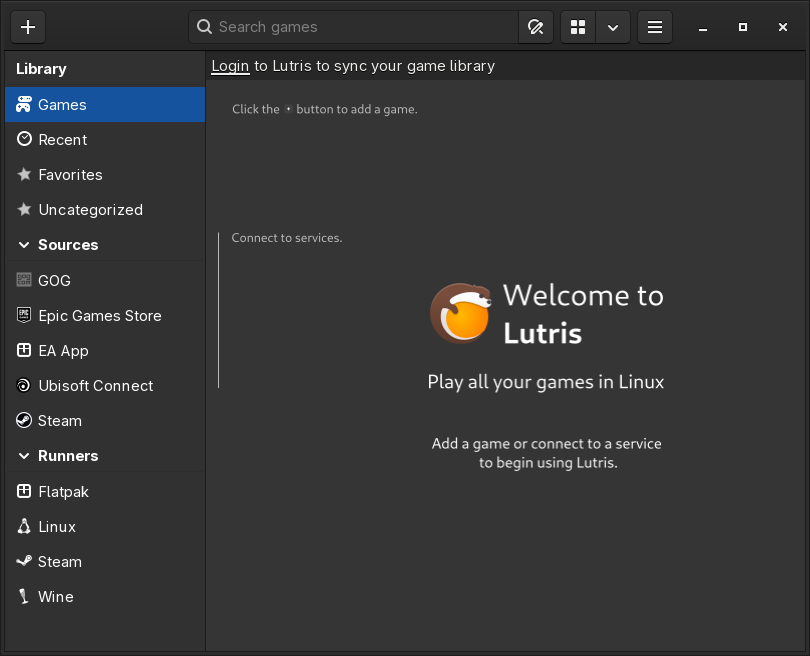 Search games
Library
Login to Lutris to sync your game library
Games
Click the + button to add a game.
Recent
Favorites
Uncategorized
Sources
Connect to services.
GOG
Epic Games Store
EA App
Ubisoft Connect
Steam
Welcome to
Lutris
Play all your games in Linux
Add a game or connect to a service
to begin using Lutris.
Runners
Flatpak
Linux
Steam
Wine